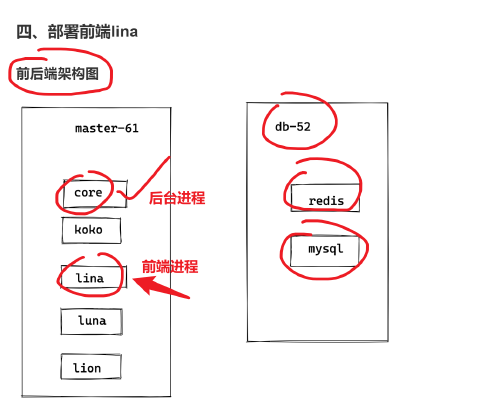 四、部署前端lina
前后端架构图
master-61
core
后台进程
koko
前端进程
lina
luna
lion
db-52
redis
mysql